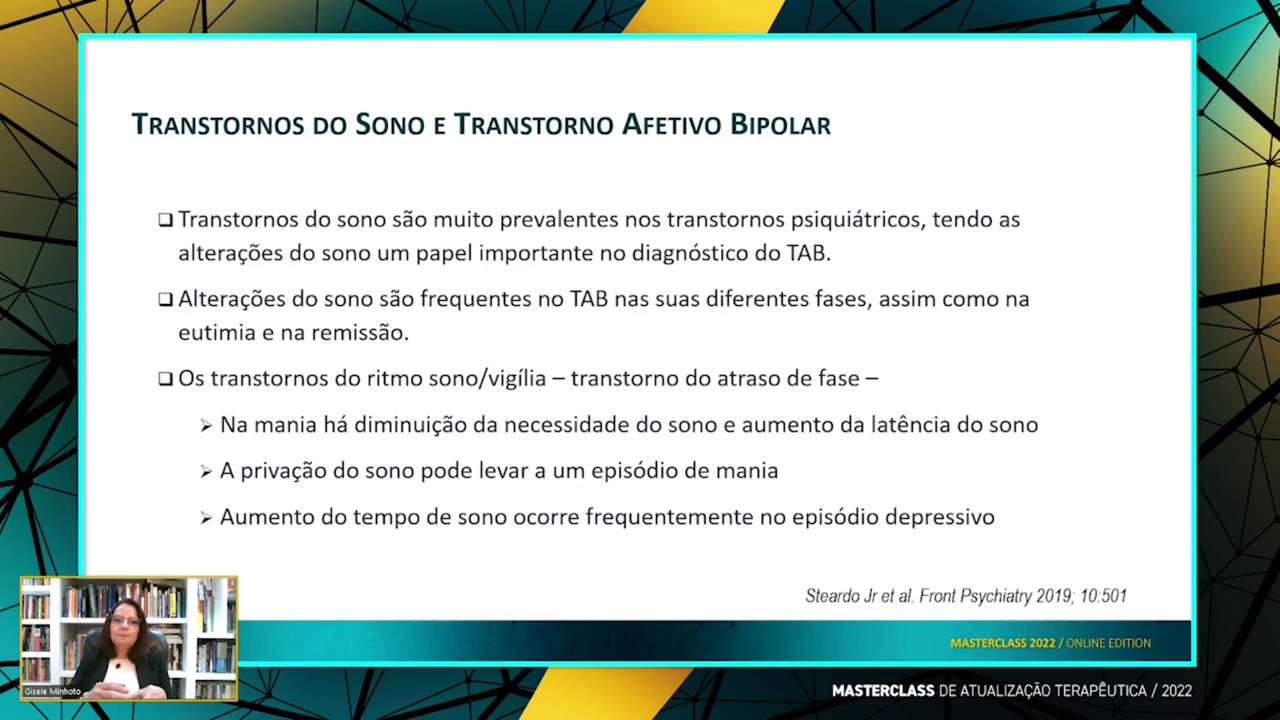 TRANSTORNOS DO SONO E TRANSTORNO AFETIVO BIPOLAR
❑ Transtornos do sono são muito prevalentes nos transtornos psiquiátricos, tendo as
alterações do sono um papel importante no diagnóstico do TAB.
❑ Alterações do sono são frequentes no TAB nas suas diferentes fases, assim como na
eutimia e na remissão.
❑ Os transtornos do ritmo sono/vigília – transtorno do atraso de fase –
➢ Na mania há diminuição da necessidade do sono e aumento da latência do sono
➢ A privação do sono pode levar a um episódio de mania
➢ Aumento do tempo de sono ocorre frequentemente no episódio depressivo
Steardo Jr et al. Front Psychiatry 2019; 10:501
MASTERCLASS 2022 / ONLINE EDITION
Gisele Minhoto
MASTERCLASS DE ATUALIZAÇÃO TERAPÊUTICA / 2022